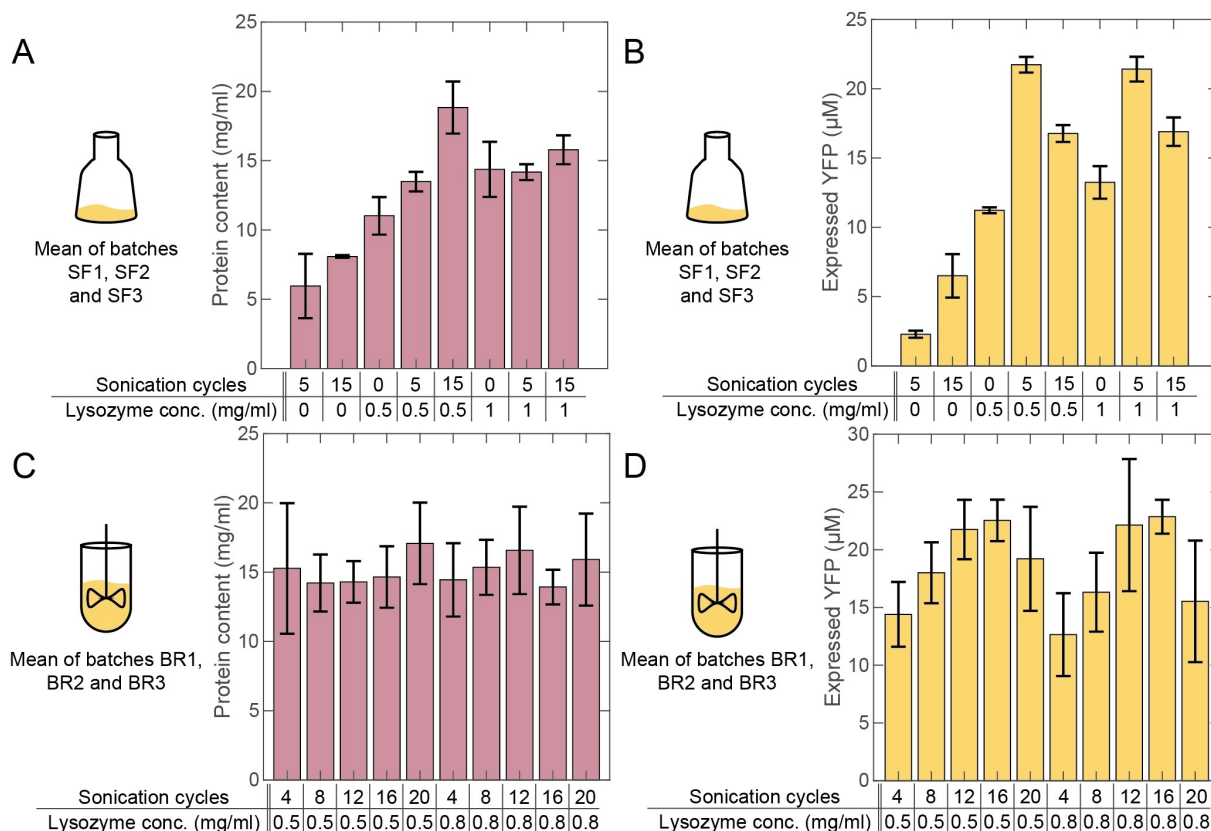 A
Protein content (mg/ml)
25
20
15
10
5
0
Mean of batches
SF1, SF2
and SF3
Sonication cycles 5 15 0 5 15 0 5 15
Lysozyme conc. (mg/ml) 0 0 0.5 0.5 0.5 1 1 1
B
Expressed YFP (µM)
25
20
15
10
5
0
Mean of batches
SF1, SF2
and SF3
Sonication cycles 5 15 0 5 15 0 5 15
Lysozyme conc. (mg/ml) 0 0 0.5 0.5 0.5 1 1 1
C
Protein content (mg/ml)
25
20
15
10
5
0
Mean of batches BR1,
BR2 and BR3
Sonication cycles 4 8 12 16 20 4 8 12 16 20
Lysozyme conc. (mg/ml) 0.5 0.5 0.5 0.5 0.5 0.8 0.8 0.8 0.8 0.8
D
Expressed YFP (µM)
30
25
20
15
10
5
0
Mean of batches BR1,
BR2 and BR3
Sonication cycles 4 8 12 16 20 4 8 12 16 20
Lysozyme conc. (mg/ml) 0.5 0.5 0.5 0.5 0.5 0.8 0.8 0.8 0.8 0.8